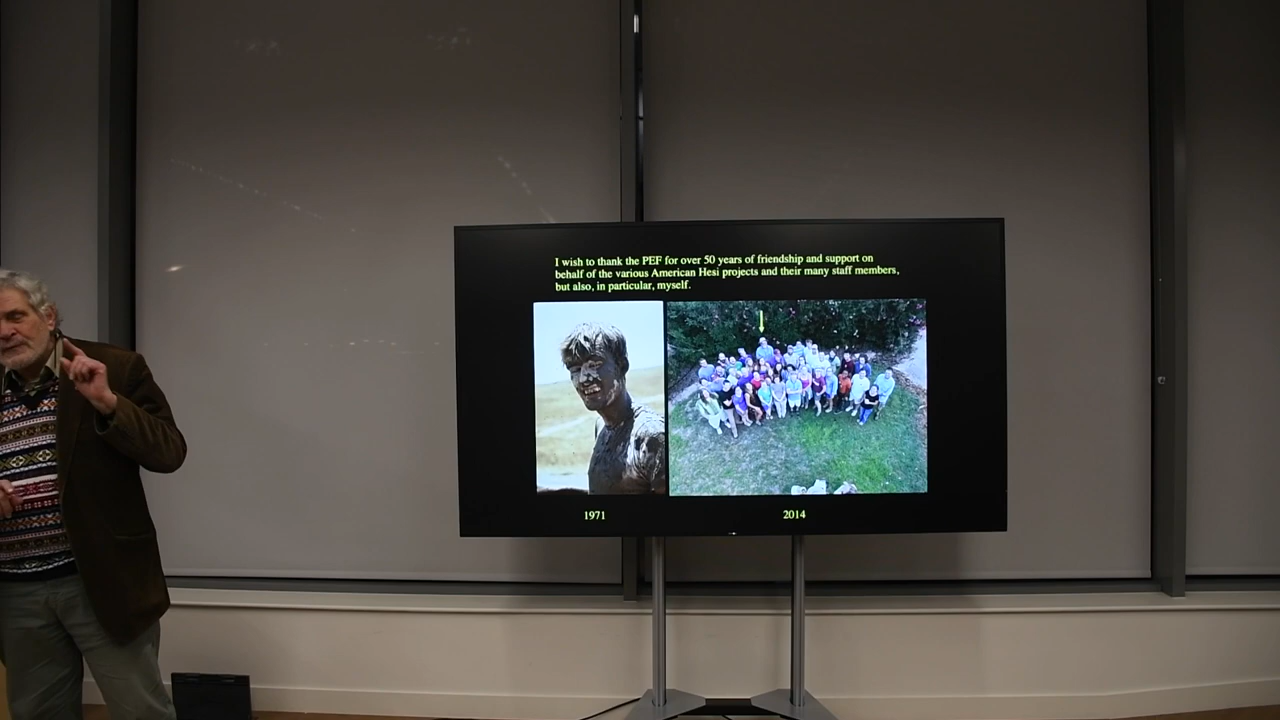 I wish to thank the PEF for over 50 years of friendship and support on
behalf of the various American Hesi projects and their many staff members,
but also, in particular, myself.
1971
2014